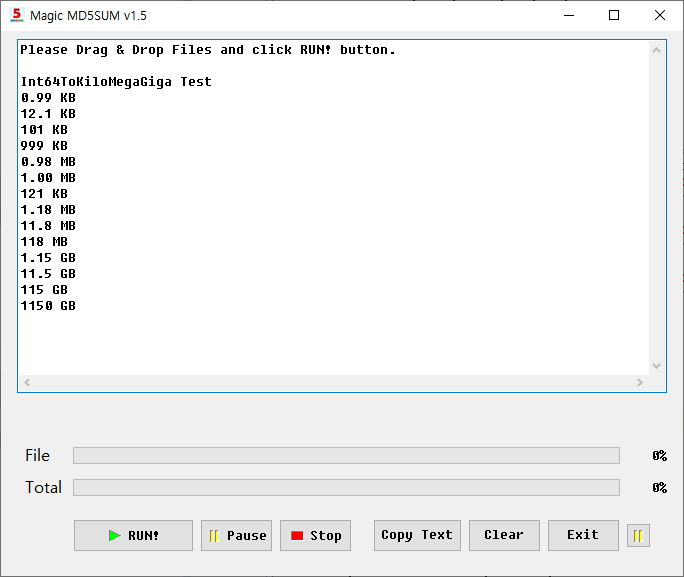 Magic MD5SUM v1.5
Please Drag & Drop Files and click RUN! button.
Int64ToKiloMegaGiga Test
0.99 KB
12.1 KB
101 KB
999 KB
0.98 MB
1.00 MB
121 KB
1.18 MB
11.8 MB
118 MB
1.15 GB
11.5 GB
115 GB
1150 GB
File 0%
Total 0%
RUN! Pause Stop Copy Text Clear Exit